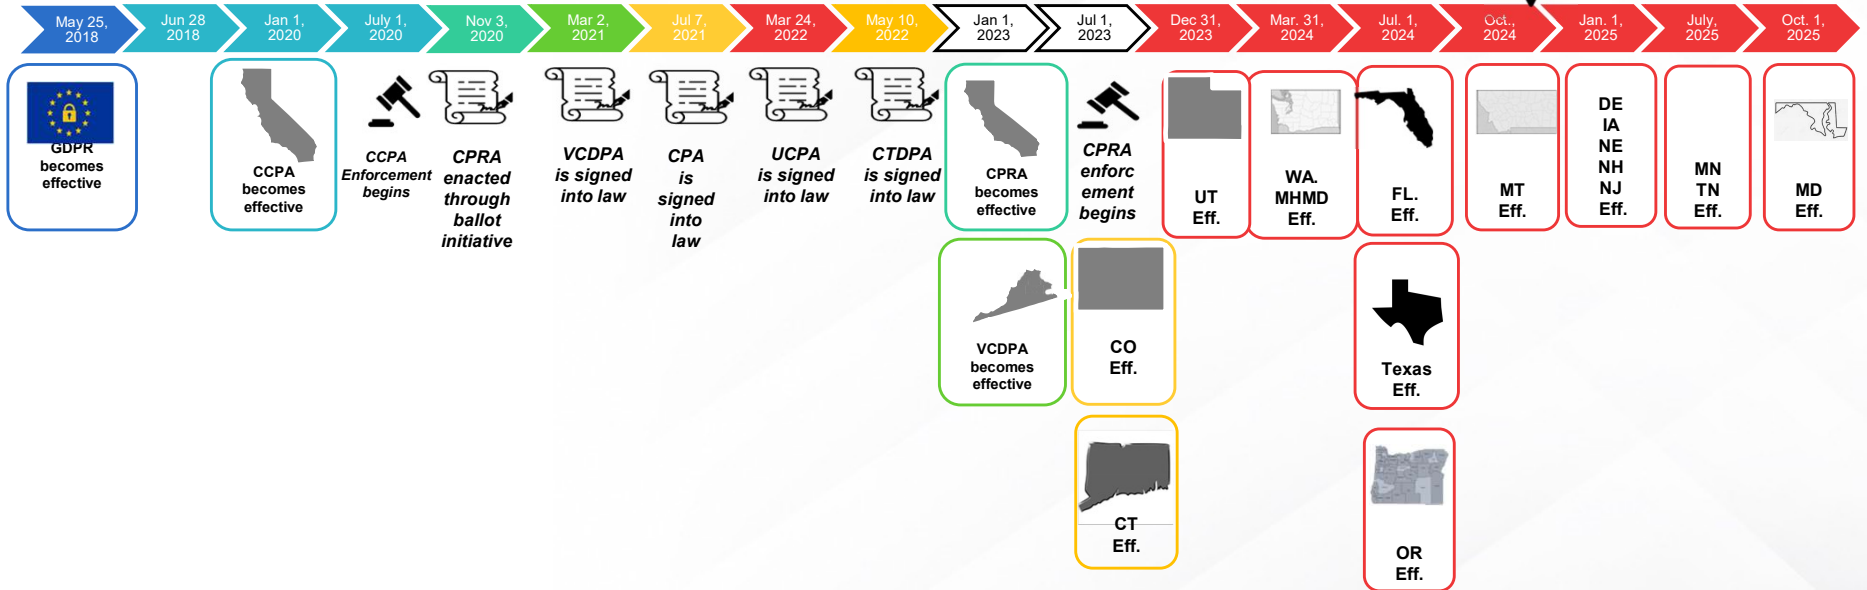 May 25,
2018
Jun 28
2018
Jan 1,
2020
July 1,
2020
Nov 3,
2020
Mar 2,
2021
Jul 7,
2021
Mar 24,
2022
May 10,
2022
Jan 1,
2023
Jul 1,
2023
Dec 31,
2023
Mar. 31,
2024
Jul. 1,
2024
Oct.,
2024
Jan. 1,
2025
July,
2025
Oct. 1,
2025
GDPR
becomes
effective
CCPA
becomes
effective
CCPA
Enforcement
begins
CPRA
enacted
through
ballot
initiative
VCDPA
is signed
into law
CPA
is
signed
into
law
UCPA
is signed
into law
CTDPA
is signed
into law
CPRA
becomes
effective
CPRA
enforc
ement
begins
UT
Eff.
WA.
MHMD
Eff.
FL.
Eff.
MT
Eff.
DE
IA
NE
NH
NJ
Eff.
MN
TN
Eff.
MD
Eff.
VCDPA
becomes
effective
CO
Eff.
Texas
Eff.
CT
Eff.
OR
Eff.